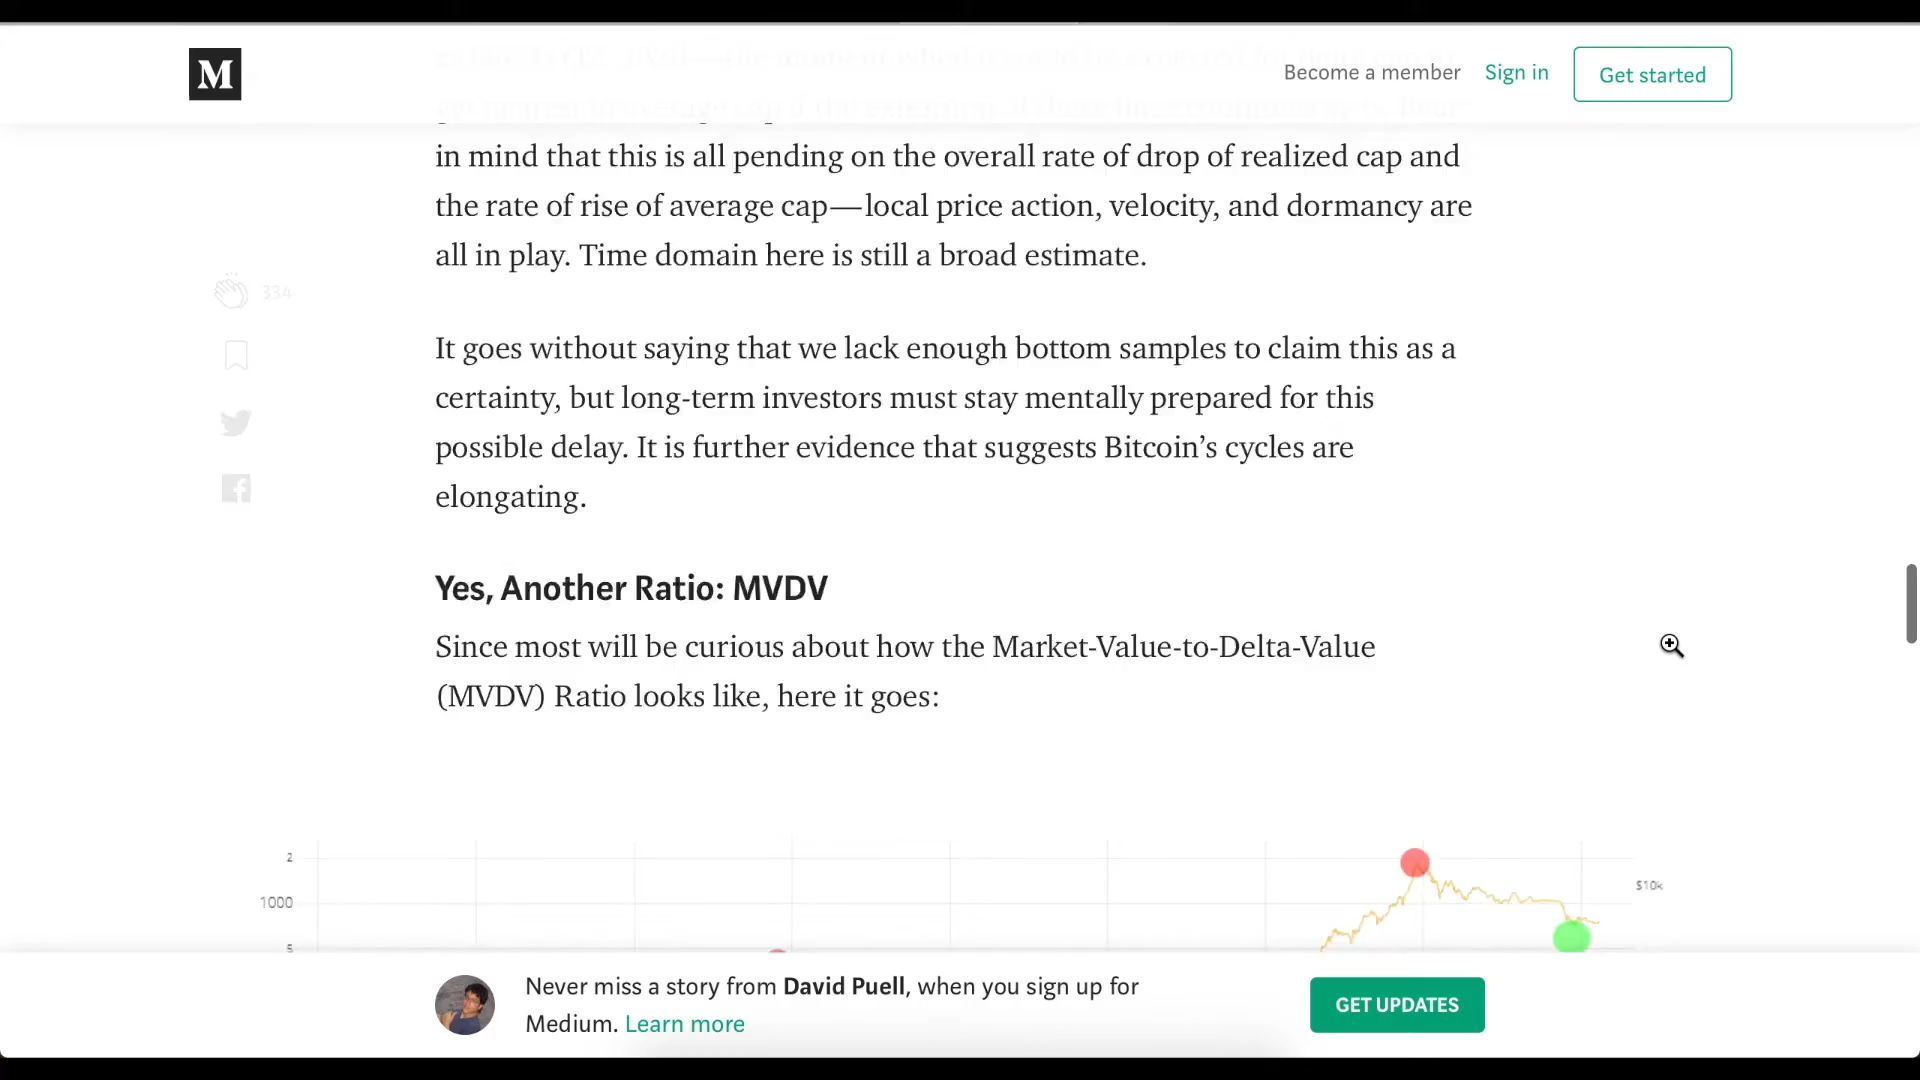 M
Become a member Sign in Get started
in mind that this is all pending on the overall rate of drop of realized cap and
the rate of rise of average cap—local price action, velocity, and dormancy are
all in play. Time domain here is still a broad estimate.
334
It goes without saying that we lack enough bottom samples to claim this as a
certainty, but long-term investors must stay mentally prepared for this
possible delay. It is further evidence that suggests Bitcoin’s cycles are
elongating.
Yes, Another Ratio: MVDV
Since most will be curious about how the Market-Value-to-Delta-Value
(MVDV) Ratio looks like, here it goes:
2
$10k
1000
5
Never miss a story from David Puell, when you sign up for
Medium. Learn more
GET UPDATES